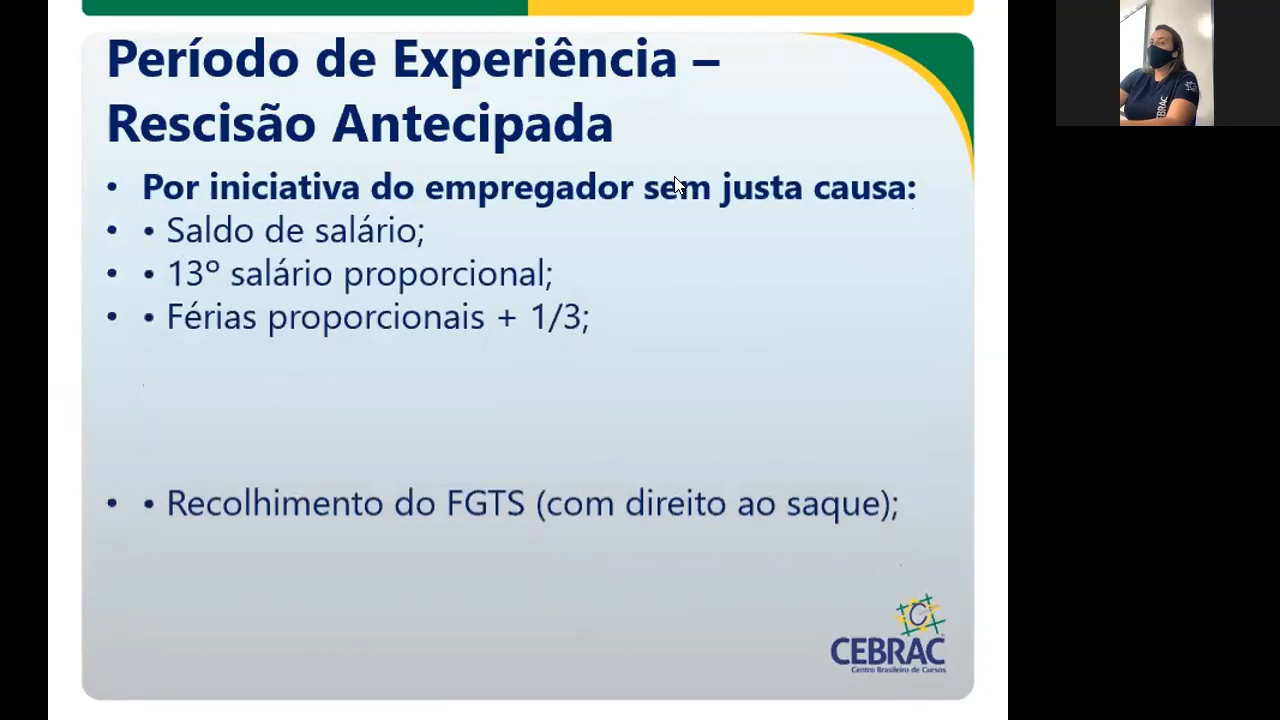 Período de Experiência –
Rescisão Antecipada
• Por iniciativa do empregador sem justa causa:
• • Saldo de salário;
• • 13º salário proporcional;
• • Férias proporcionais + 1/3;
• • Recolhimento do FGTS (com direito ao saque);
CEBRAC
Centro Brasileiro de Cursos
CEBRAC